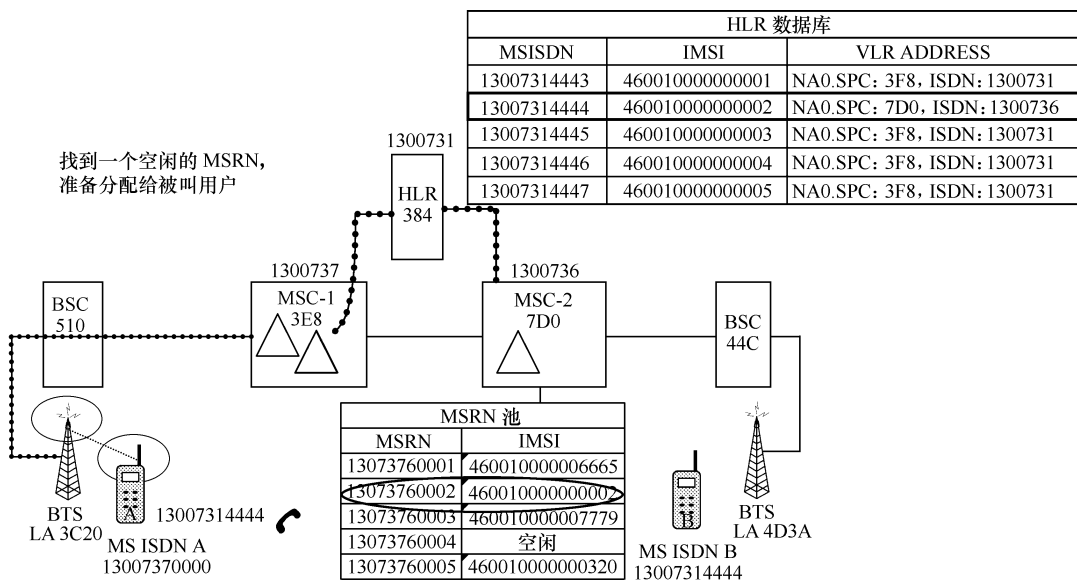 HLR 数据库
MSISDN IMSI VLR ADDRESS
13007314443 460010000000001 NA0.SPC: 3F8, ISDN: 1300731
13007314444 460010000000002 NA0.SPC: 7D0, ISDN: 1300736
13007314445 460010000000003 NA0.SPC: 3F8, ISDN: 1300731
13007314446 460010000000004 NA0.SPC: 3F8, ISDN: 1300731
13007314447 460010000000005 NA0.SPC: 3F8, ISDN: 1300731
找到一个空闲的 MSRN，
准备分配给被叫用户
1300731
HLR
384
1300737
1300736
BSC
510
MSC-1
3E8
MSC-2
7D0
BSC
44C
MSRN 池
MSRN IMSI
13073760001 460010000006665
13073760002 460010000000002
13073760003 460010000007779
13073760004 空闲
13073760005 460010000000320
BTS
LA 3C20
A
13007314444
MS ISDN A
13007370000
B
MS ISDN B
13007314444
BTS
LA 4D3A